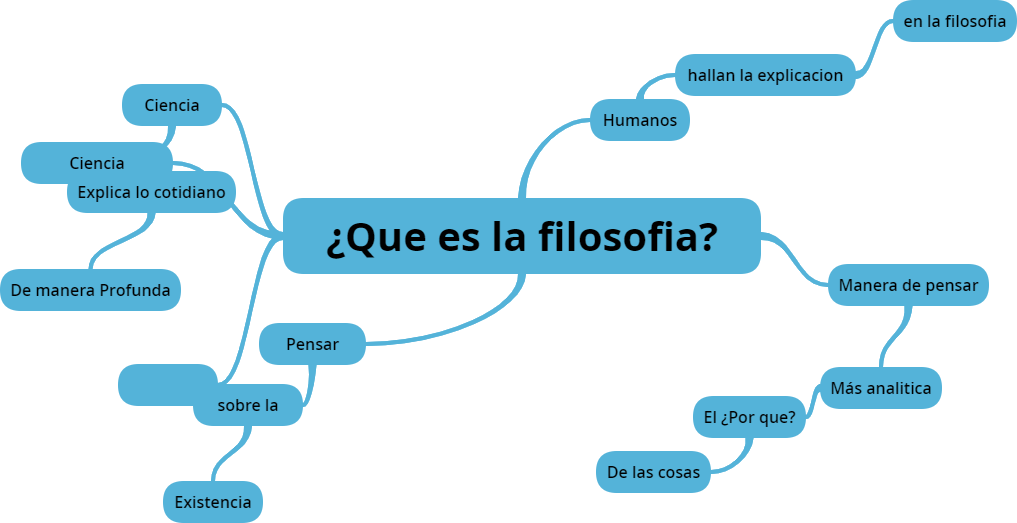 en la filosofia
hallan la explicacion
Humanos
Ciencia
Ciencia
Explica lo cotidiano
De manera Profunda
¿Que es la filosofia?
Manera de pensar
Más analitica
El ¿Por que?
De las cosas
Pensar
sobre la
Existencia